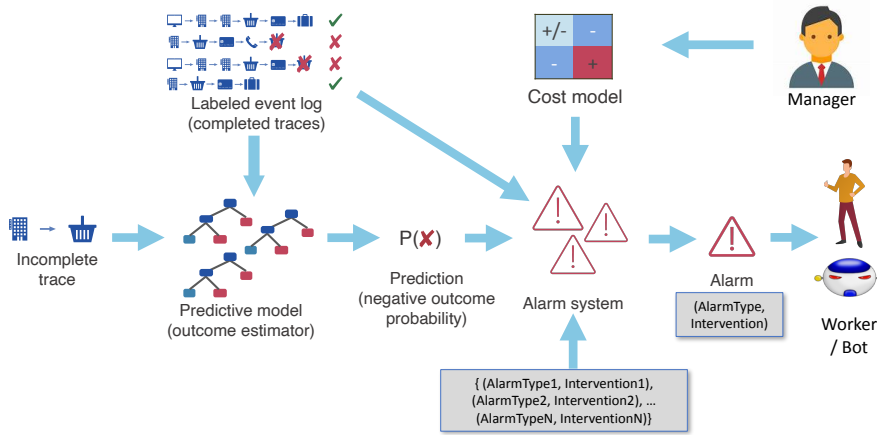 +/- -
- +
Labeled event log
(completed traces)
Cost model
Manager
Incomplete
trace
Predictive model
(outcome estimator)
P(✗)
Prediction
(negative outcome
probability)
Alarm system
Alarm
(AlarmType,
Intervention)
Worker
/ Bot
{ (AlarmType1, Intervention1),
(AlarmType2, Intervention2), …
(AlarmTypeN, InterventionN)}